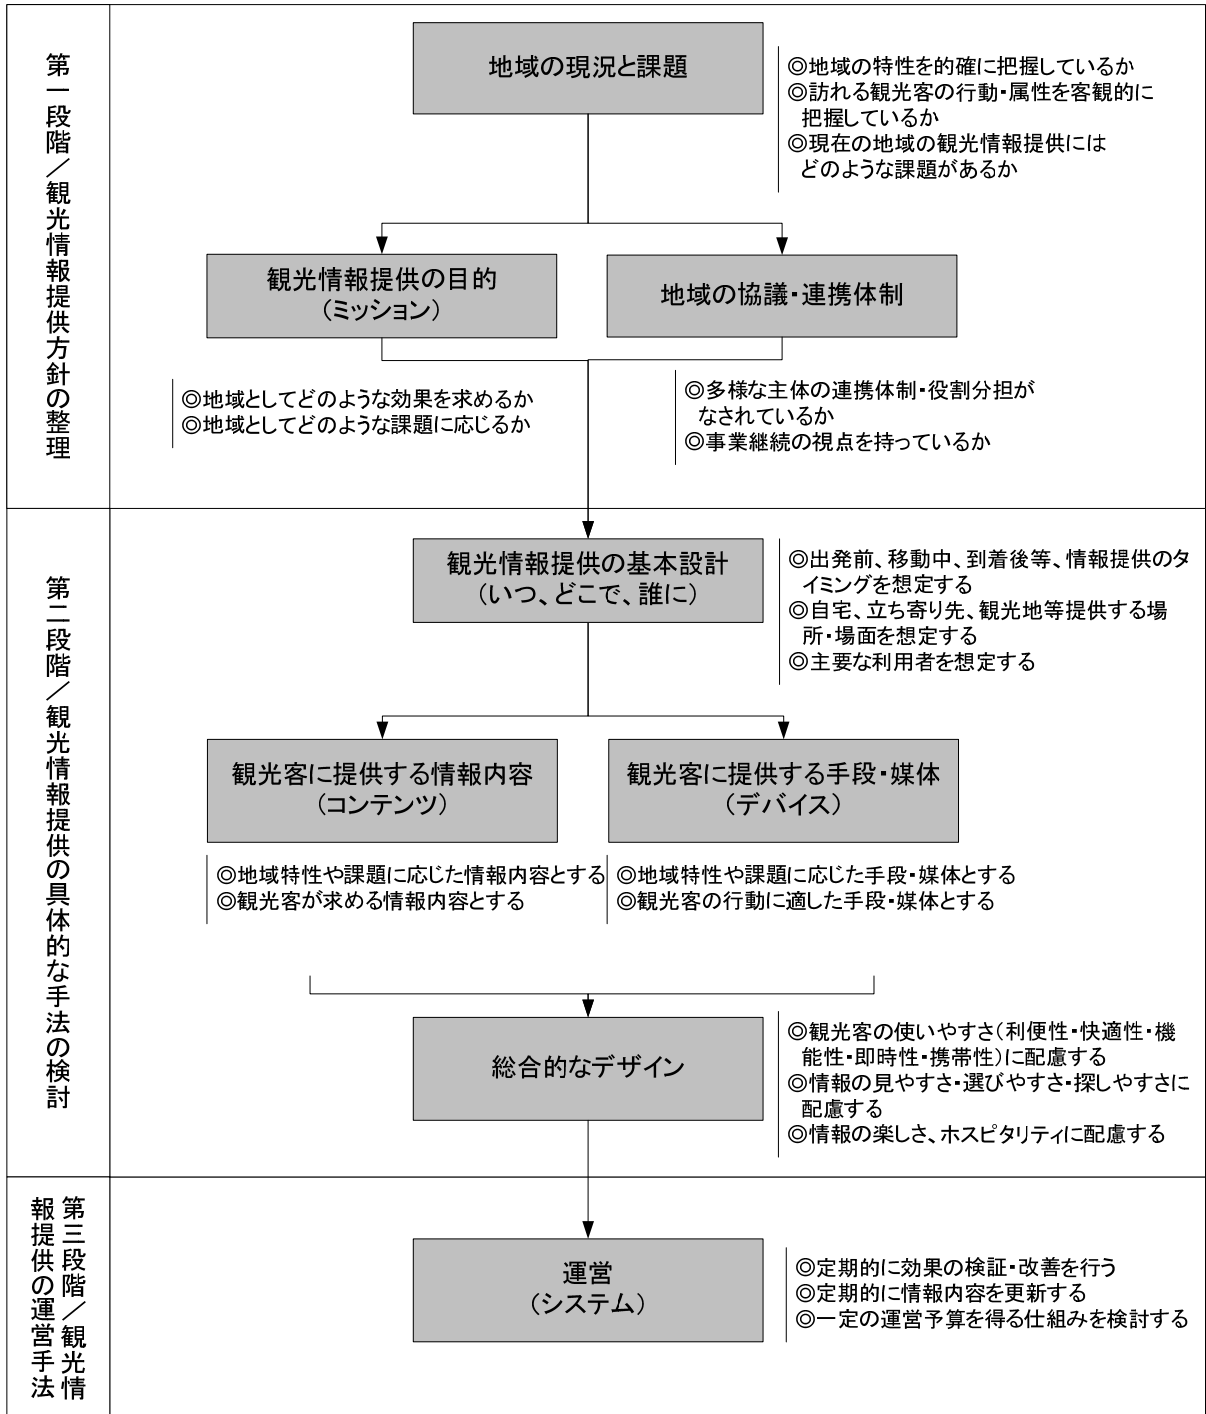 第一段階／観光情報提供方針の整理
地域の現況と課題
◎地域の特性を的確に把握しているか
◎訪れる観光客の行動・属性を客観的に
把握しているか
◎現在の地域の観光情報提供には
どのような課題があるか
観光情報提供の目的
（ミッション）
地域の協議・連携体制
◎地域としてどのような効果を求めるか
◎地域としてどのような課題に応じるか
◎多様な主体の連携体制・役割分担が
なされているか
◎事業継続の視点を持っているか
第二段階／観光情報提供の具体的な手法の検討
観光情報提供の基本設計
（いつ、どこで、誰に）
◎出発前、移動中、到着後等、情報提供のタ
イミングを想定する
◎自宅、立ち寄り先、観光地等提供する場
所・場面を想定する
◎主要な利用者を想定する
観光客に提供する情報内容
（コンテンツ）
観光客に提供する手段・媒体
（デバイス）
◎地域特性や課題に応じた情報内容とする
◎観光客が求める情報内容とする
◎地域特性や課題に応じた手段・媒体とする
◎観光客の行動に適した手段・媒体とする
総合的なデザイン
◎観光客の使いやすさ（利便性・快適性・機
能性・即時性・携帯性）に配慮する
◎情報の見やすさ・選びやすさ・探しやすさに
配慮する
◎情報の楽しさ、ホスピタリティに配慮する
第三段階／観光情
報提供の運営手法
運営
（システム）
◎定期的に効果の検証・改善を行う
◎定期的に情報内容を更新する
◎一定の運営予算を得る仕組みを検討する